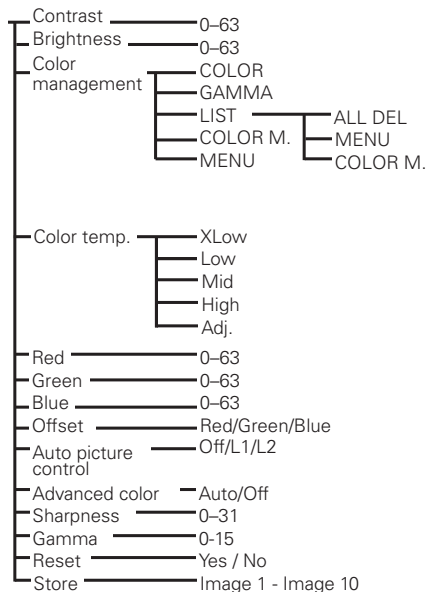 Contrast 0–63
Brightness 0–63
Color
management
COLOR
GAMMA
LIST ALL DEL
COLOR M. MENU
MENU COLOR M.
Color temp. XLow
Low
Mid
High
Adj.
Red 0–63
Green 0–63
Blue 0–63
Offset Red/Green/Blue
Auto picture
control
Off/L1/L2
Advanced color Auto/Off
Sharpness 0–31
Gamma 0-15
Reset Yes / No
Store Image 1 - Image 10